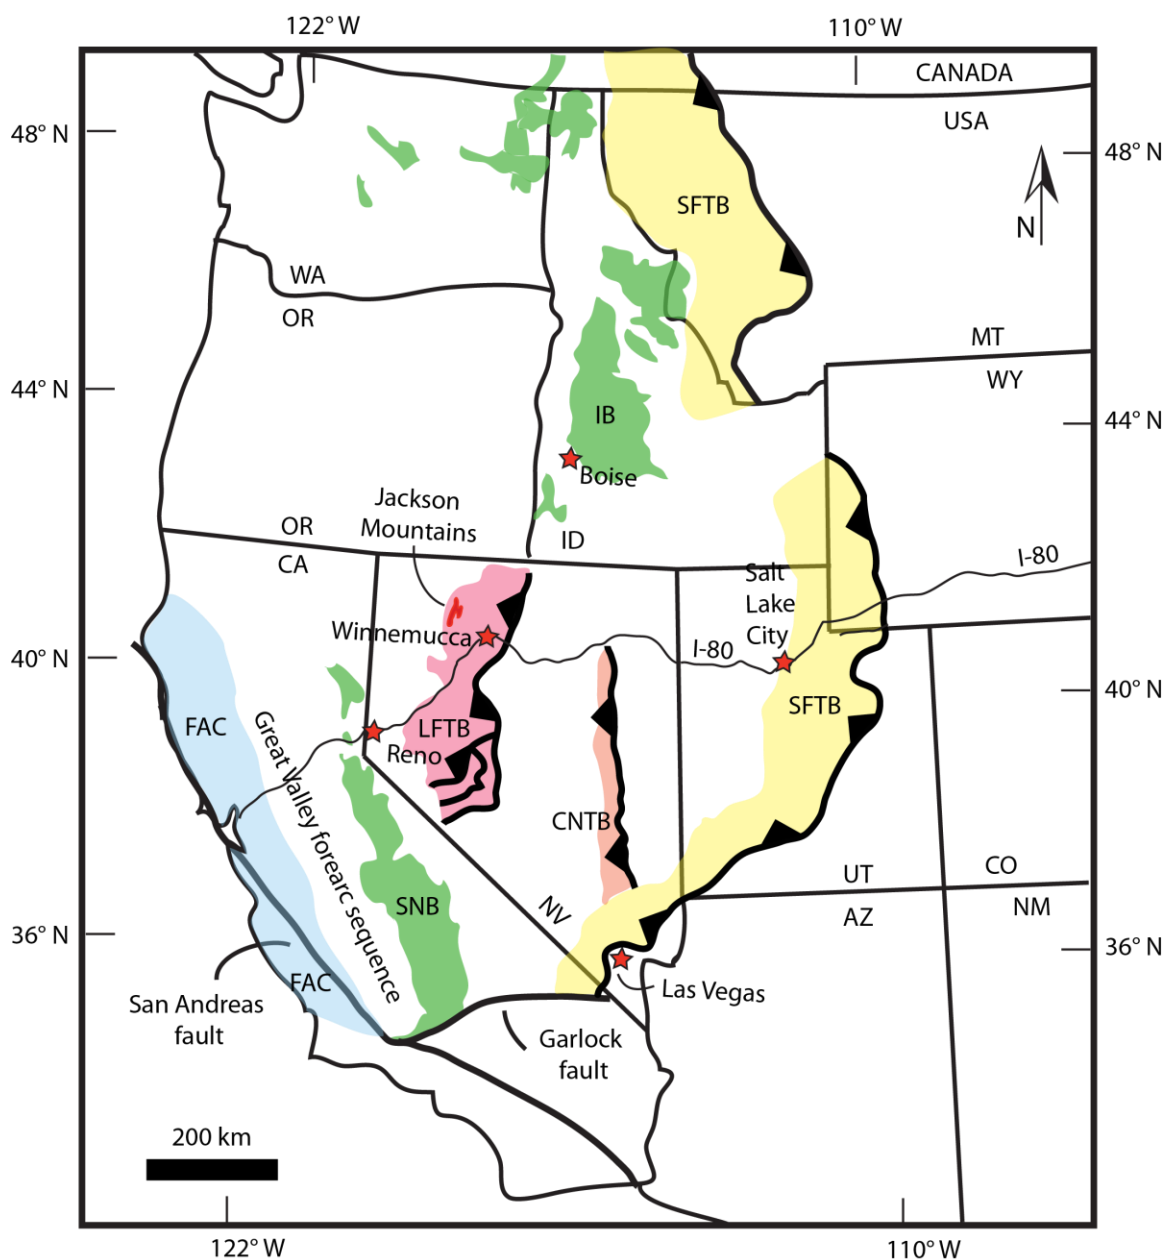 122° W
110° W
CANADA
USA
48° N
48° N
SFTB
N
WA
OR
MT
WY
44° N
44° N
IB
Boise
Jackson
Mountains
OR
CA
ID
I-80
Salt
Lake
City
Winnemucca
I-80
40° N
40° N
FAC
LFTB
SFTB
Reno
Great Valley forearc sequence
CNTB
UT
CO
AZ
NM
NV
SNB
36° N
36° N
FAC
San Andreas
fault
Las Vegas
Garlock
fault
200 km
122° W
110° W